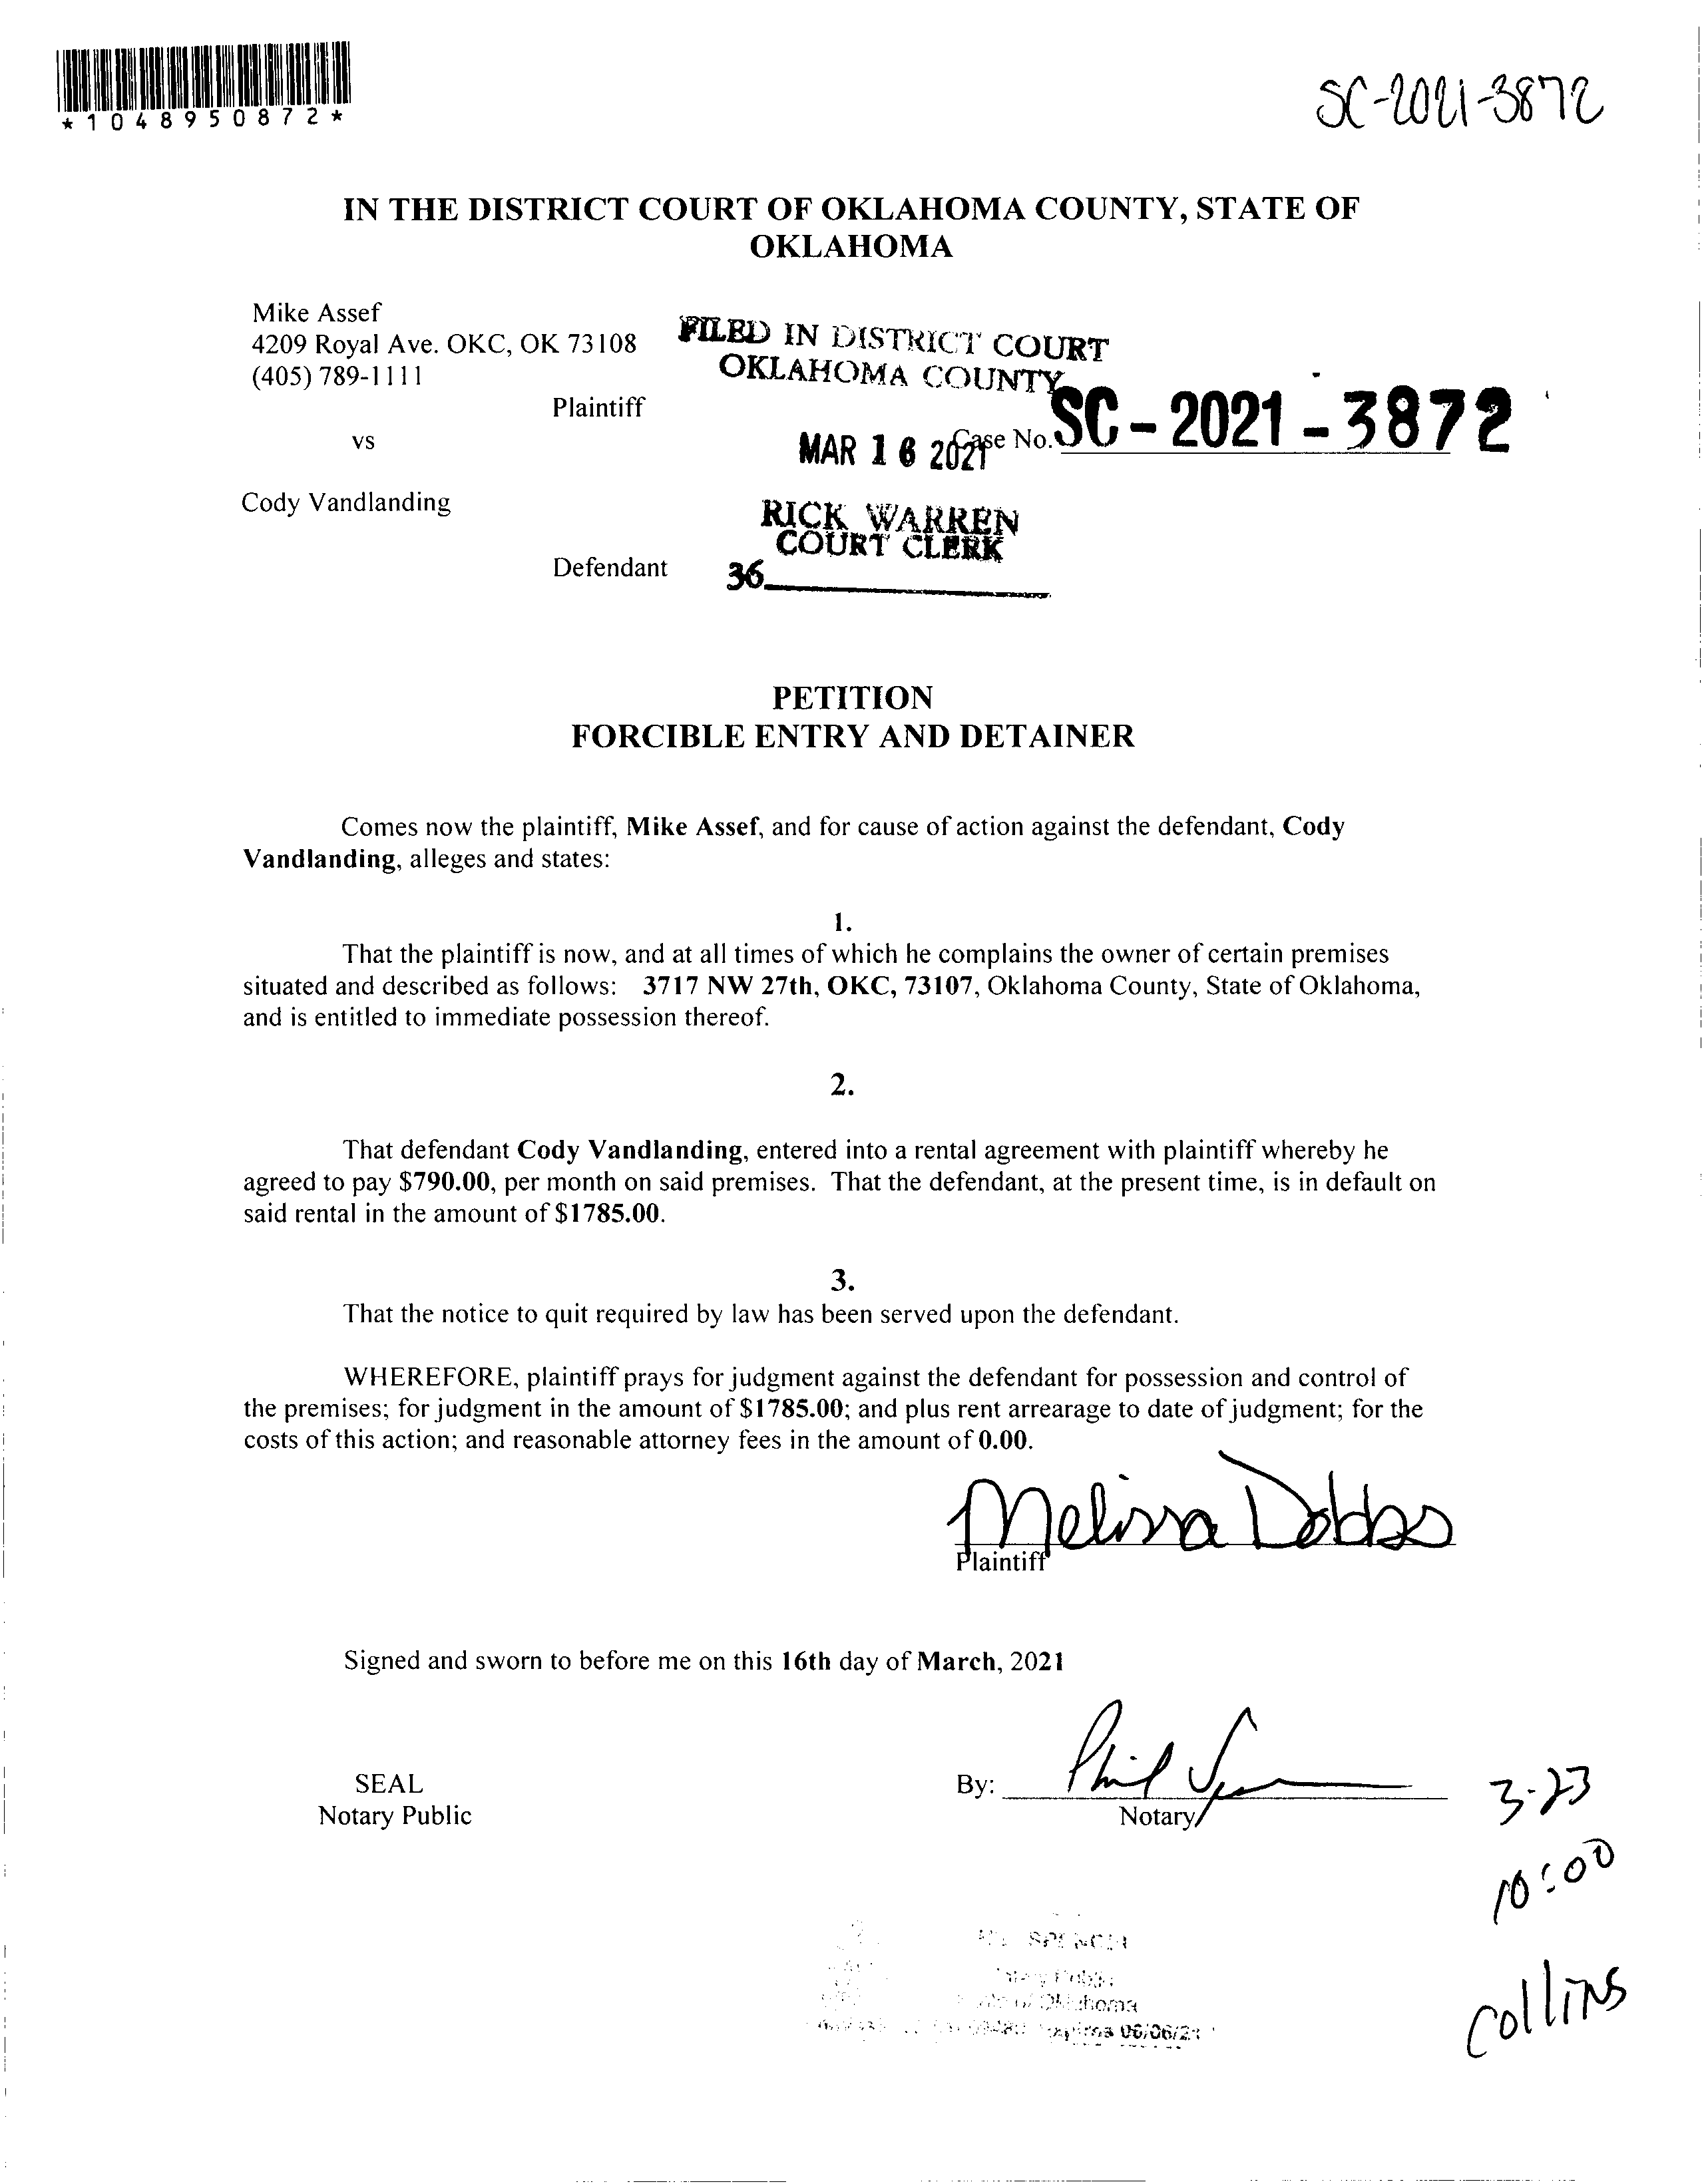 *1048950872*
SC-2021-3872
IN THE DISTRICT COURT OF OKLAHOMA COUNTY, STATE OF
OKLAHOMA
Mike Assef
4209 Royal Ave. OKC, OK 73108
(405) 789-1111
Plaintiff
vs
Cody Vandlanding
Defendant
FILED IN DISTRICT COURT
OKLAHOMA COUNTY
MAR 16 2021
Case No. SC-2021-3872
RICK WARREN
COURT CLERK
36
PETITION
FORCIBLE ENTRY AND DETAINER
Comes now the plaintiff, Mike Assef, and for cause of action against the defendant, Cody
Vandlanding, alleges and states:
1.
That the plaintiff is now, and at all times of which he complains the owner of certain premises
situated and described as follows: 3717 NW 27th, OKC, 73107, Oklahoma County, State of Oklahoma,
and is entitled to immediate possession thereof.
2.
That defendant Cody Vandlanding, entered into a rental agreement with plaintiff whereby he
agreed to pay $790.00, per month on said premises. That the defendant, at the present time, is in default on
said rental in the amount of $1785.00.
3.
That the notice to quit required by law has been served upon the defendant.
WHEREFORE, plaintiff prays for judgment against the defendant for possession and control of
the premises; for judgment in the amount of $1785.00; and plus rent arrearage to date of judgment; for the
costs of this action; and reasonable attorney fees in the amount of 0.00.
Melissa Dobbs
Plaintiff
Signed and sworn to before me on this 16th day of March, 2021
SEAL
Notary Public
By: Phil
Notary
3-23
10:00
Collins
Public
of Oklahoma
06/06/21